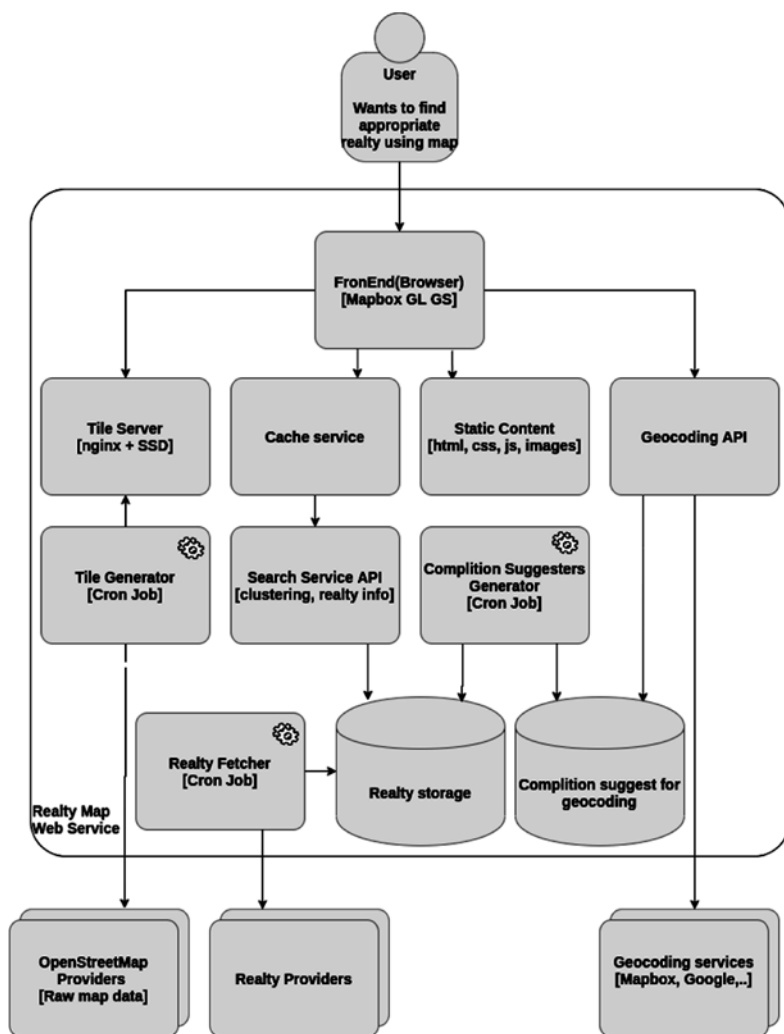 User
Wants to find
appropriate
realty using map
FronEnd(Browser)
[Mapbox GL GS]
Tile Server
[nginx + SSD]
Cache service
Static Content
[html, css, js, images]
Geocoding API
Tile Generator
[Cron Job]
Search Service API
[clustering, realty info]
Complition Suggesters
Generator
[Cron Job]
Realty Fetcher
[Cron Job]
Realty storage
Complition suggest for
geocoding
Realty Map
Web Service
OpenStreetMap
Providers
[Raw map data]
Realty Providers
Geocoding services
[Mapbox, Google,..]